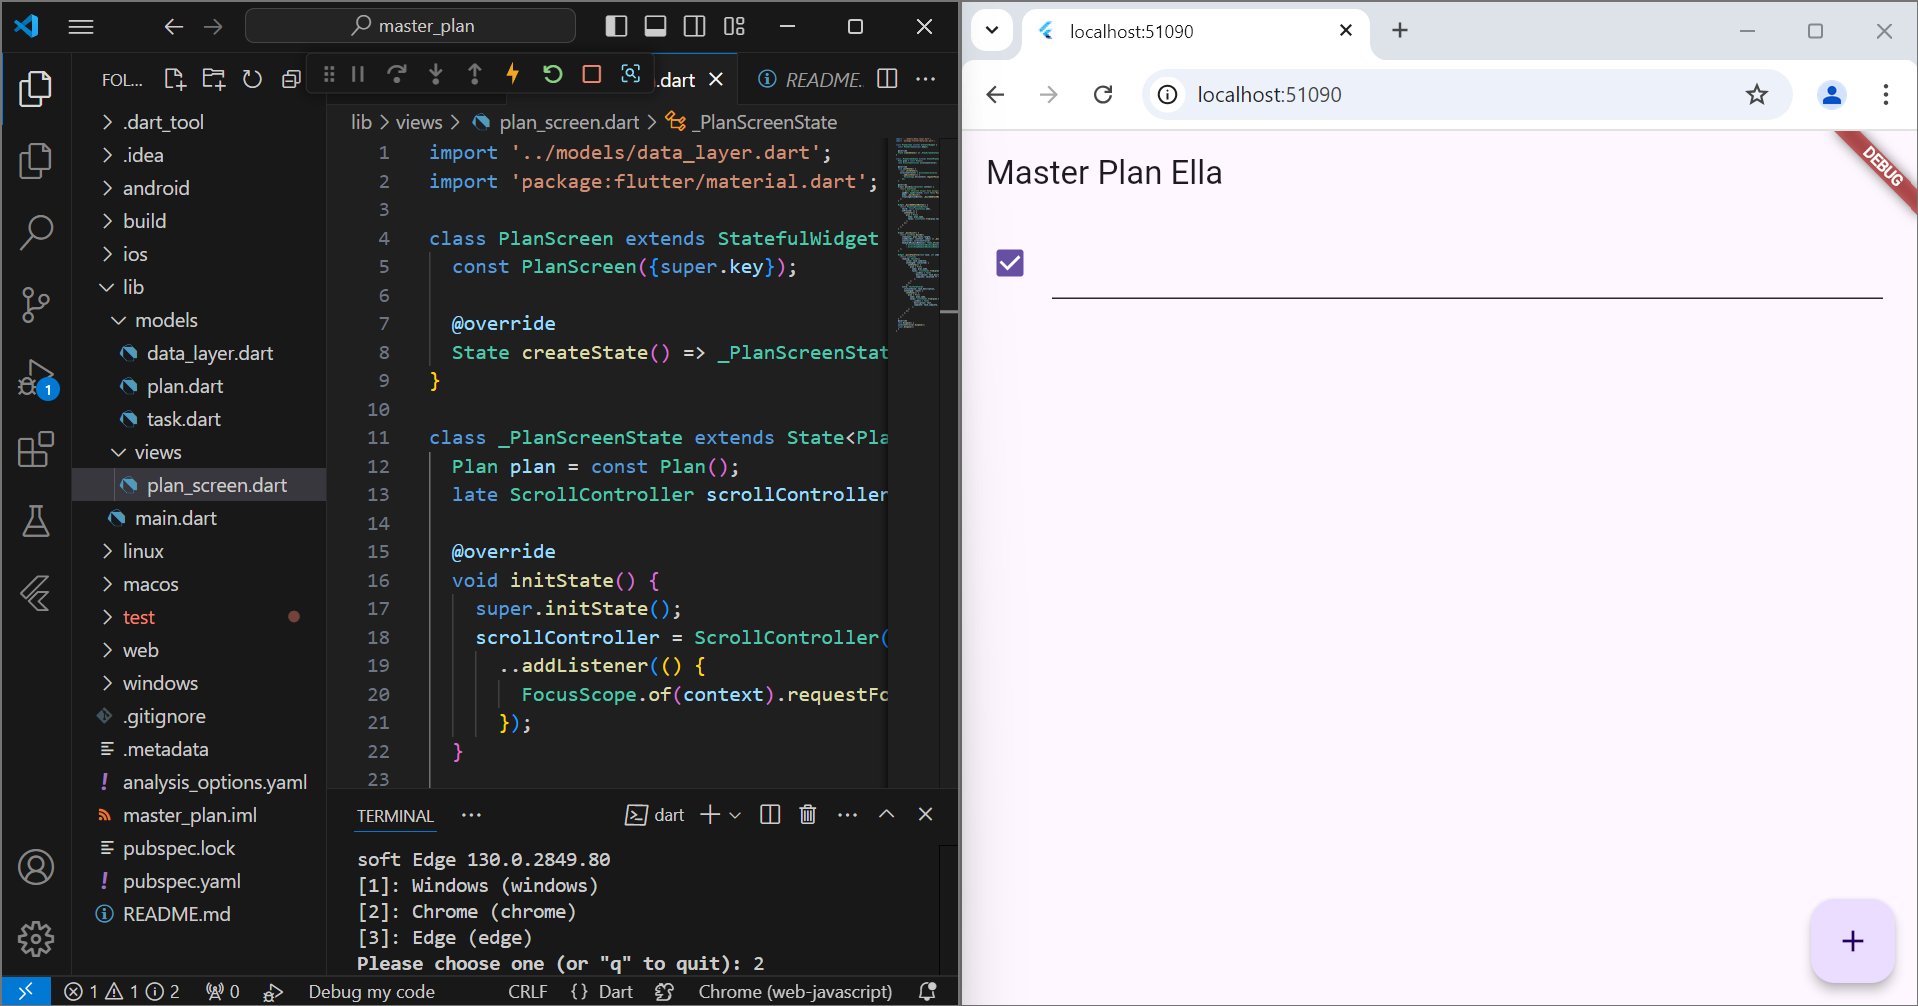 master_plan
FOL...
.dart
README.
lib > views > plan_screen.dart > _PlanScreenState
.dart_tool
.idea
android
build
ios
lib
models
data_layer.dart
plan.dart
task.dart
views
plan_screen.dart
main.dart
linux
macos
test
web
windows
.gitignore
.metadata
analysis_options.yaml
master_plan.iml
pubspec.lock
pubspec.yaml
README.md
1
1 import '../models/data_layer.dart';
2 import 'package:flutter/material.dart';
3
4 class PlanScreen extends StatefulWidget
5 const PlanScreen({super.key});
6
7 @override
8 State createState() => _PlanScreenStat
9 }
10
11 class _PlanScreenState extends State<Pla
12 Plan plan = const Plan();
13 late ScrollController scrollController
14
15 @override
16 void initState() {
17 super.initState();
18 scrollController = ScrollController(
19 ..addListener(() {
20 FocusScope.of(context).requestFo
21 });
22 }
23
TERMINAL
dart
soft Edge 130.0.2849.80
[1]: Windows (windows)
[2]: Chrome (chrome)
[3]: Edge (edge)
Please choose one (or "q" to quit): 2
1 1 2 0 Debug my code CRLF {} Dart Chrome (web-javascript)
localhost:51090
localhost:51090
Master Plan Ella
DEBUG